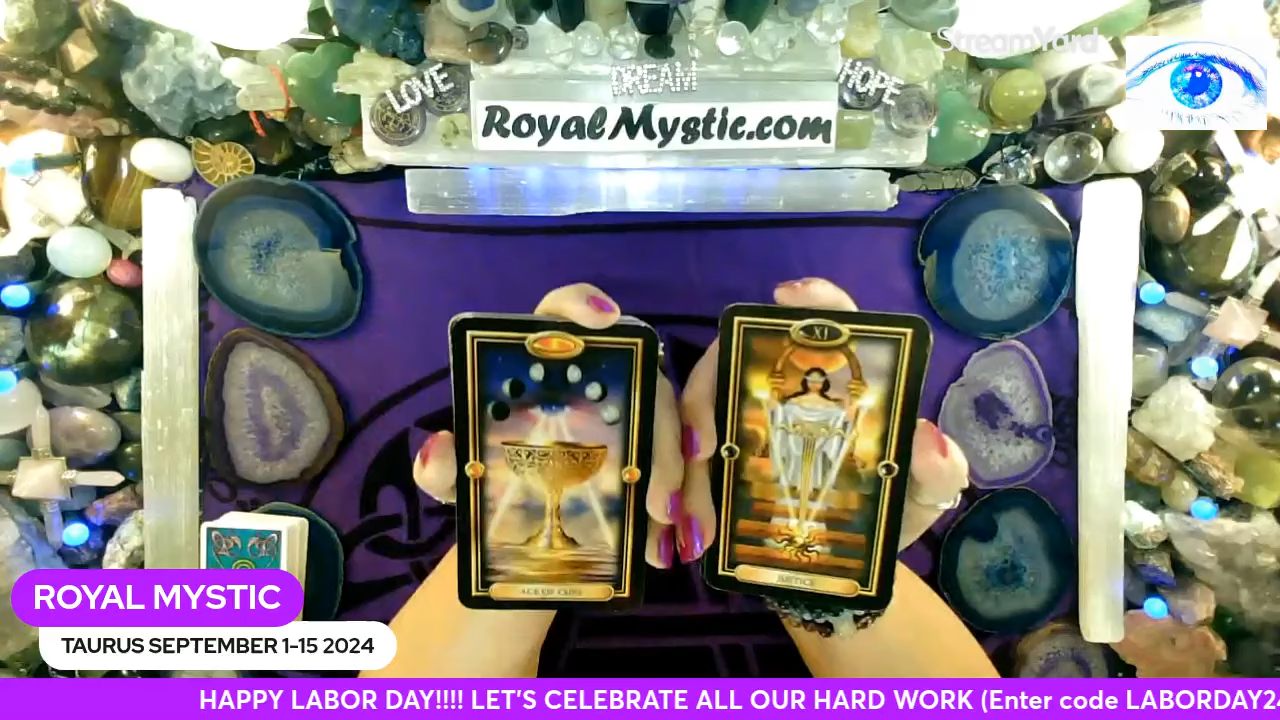 StreamYard
LOVE
DREAM
HOPE
RoyalMystic.com
XI
ACE OF CUPS
JUSTICE
ROYAL MYSTIC
TAURUS SEPTEMBER 1-15 2024
HAPPY LABOR DAY!!!! LET'S CELEBRATE ALL OUR HARD WORK (Enter code LABORDAY2